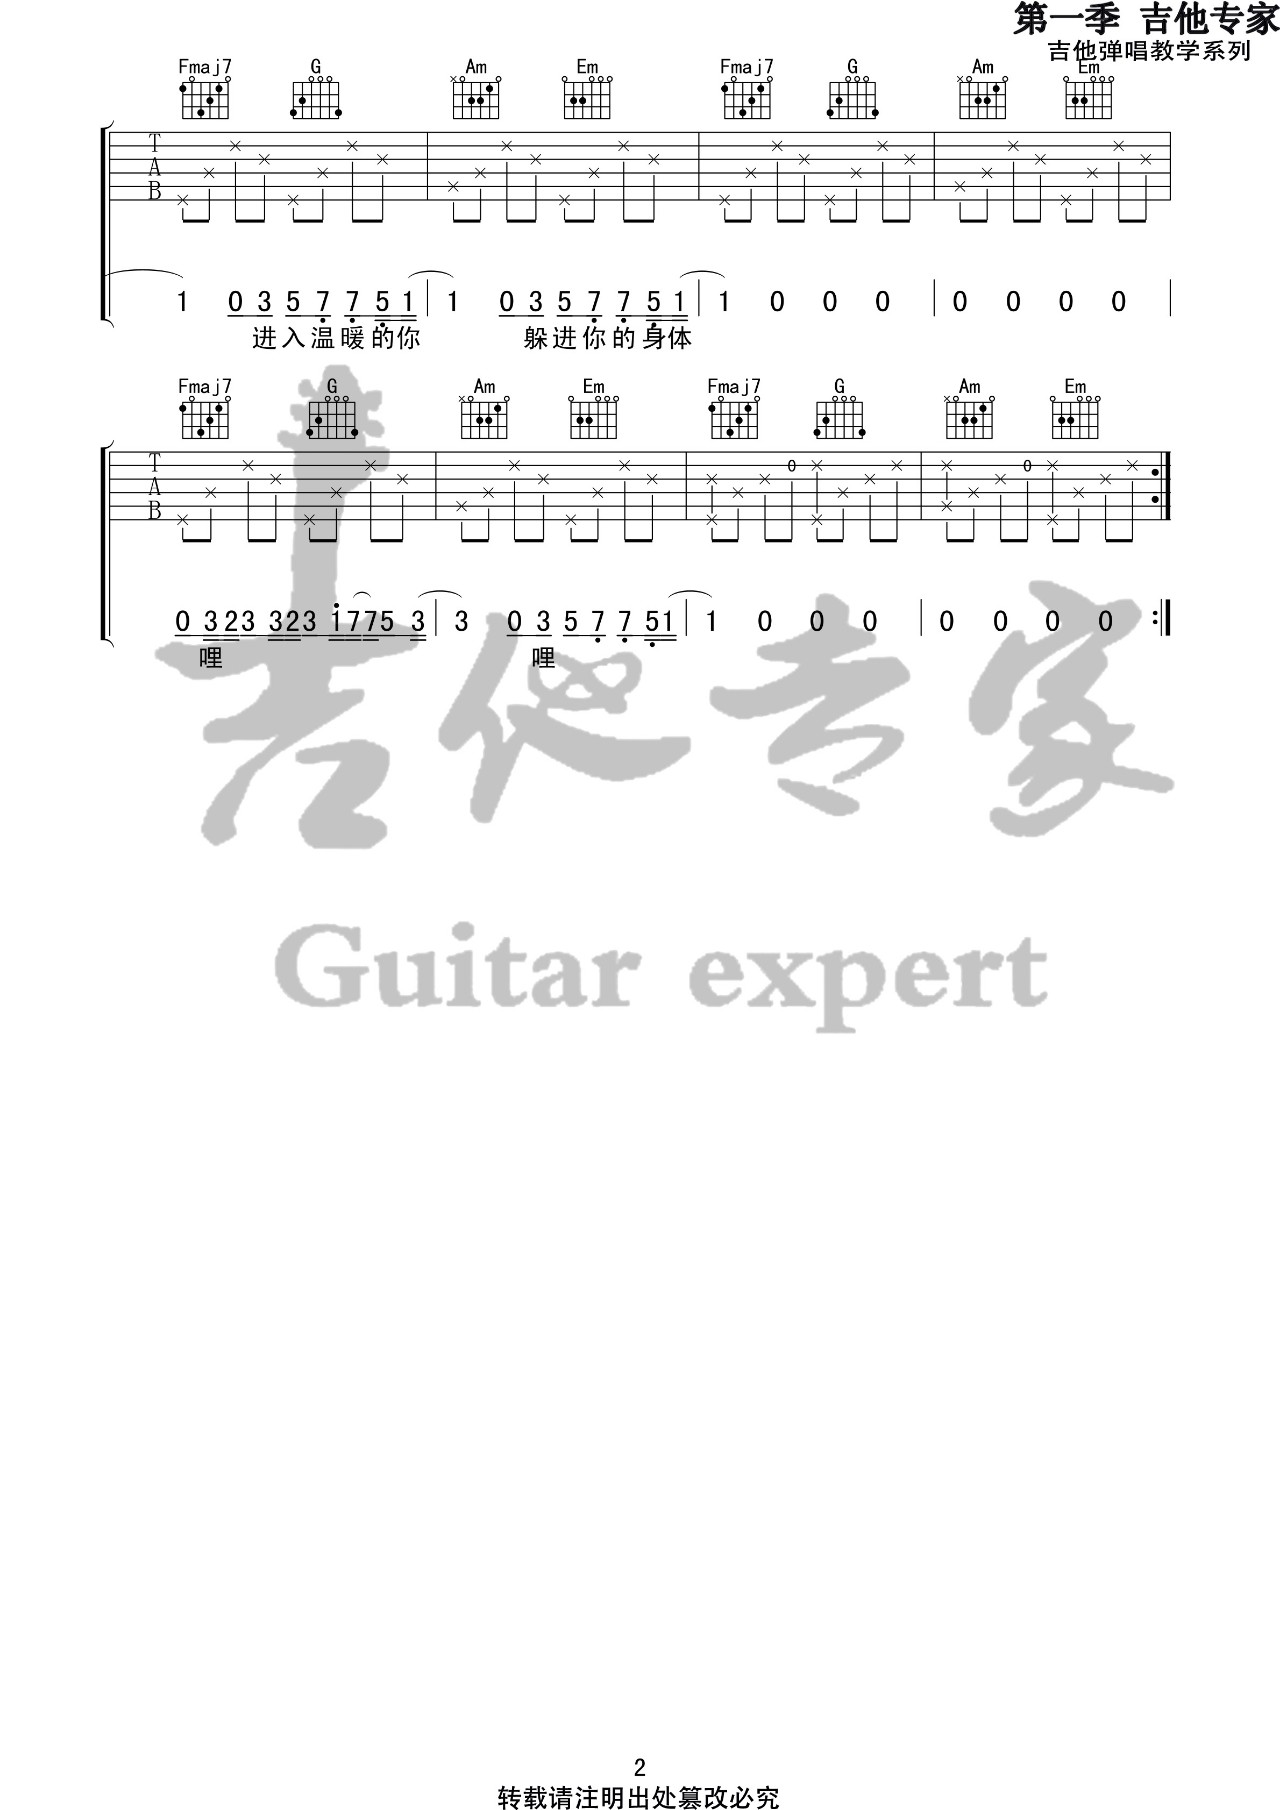 第一季 吉他专家
吉他弹唱教学系列
Fmaj7 G Am Em Fmaj7 G Am Em
T
A
B
1 0 3 5 7 7 5 1 1 0 3 5 7 7 5 1 1 0 0 0 0 0 0 0
进入温暖的你 躲进你的身体
Fmaj7 G Am Em Fmaj7 G Am Em
T 0 0
A
B
0 3 2 3 3 2 3 1 7 7 5 3 3 0 3 5 7 7 5 1 1 0 0 0 0 0 0 0
哩 哩
吉他专家
Guitar expert
2
转载请注明出处篡改必究